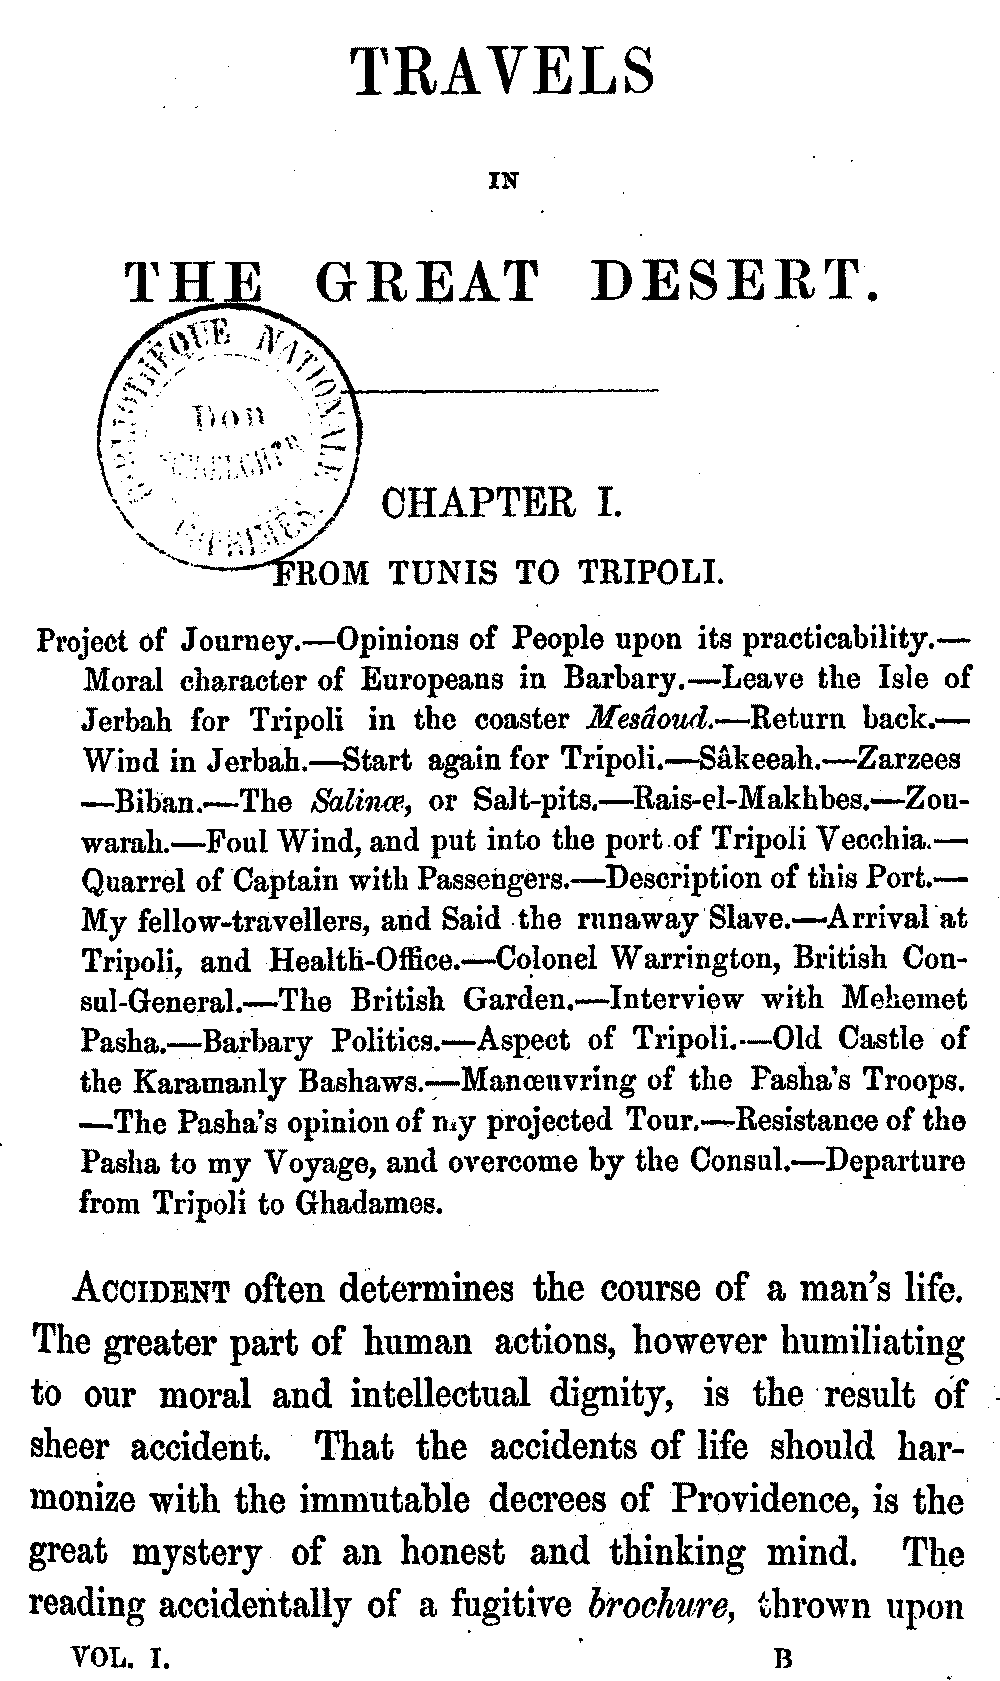 TRAVELS
IN
THE GREAT DESERT.
BIBLIOTHÈQUE NATIONALE
Don
SCHŒLCHER
IMPRIMÉS
CHAPTER I.
FROM TUNIS TO TRIPOLI.
Project of Journey.—Opinions of People upon its practicability.—
Moral character of Europeans in Barbary.—Leave the Isle of
Jerbah for Tripoli in the coaster Mesâoud.—Return back.—
Wind in Jerbah.—Start again for Tripoli.—Sâkeeah.—Zarzees
—Biban.—The Salinæ, or Salt-pits.—Rais-el-Makhbes.—Zou-
warah.—Foul Wind, and put into the port of Tripoli Vecchia.—
Quarrel of Captain with Passengers.—Description of this Port.—
My fellow-travellers, and Said the runaway Slave.—Arrival at
Tripoli, and Health-Office.—Colonel Warrington, British Con-
sul-General.—The British Garden.—Interview with Mehemet
Pasha.—Barbary Politics.—Aspect of Tripoli.—Old Castle of
the Karamanly Bashaws.—Manœuvring of the Pasha's Troops.
—The Pasha's opinion of my projected Tour.—Resistance of the
Pasha to my Voyage, and overcome by the Consul.—Departure
from Tripoli to Ghadames.
ACCIDENT often determines the course of a man's life.
The greater part of human actions, however humiliating
to our moral and intellectual dignity, is the result of
sheer accident. That the accidents of life should har-
monize with the immutable decrees of Providence, is the
great mystery of an honest and thinking mind. The
reading accidentally of a fugitive brochure, thrown upon
VOL. I. B